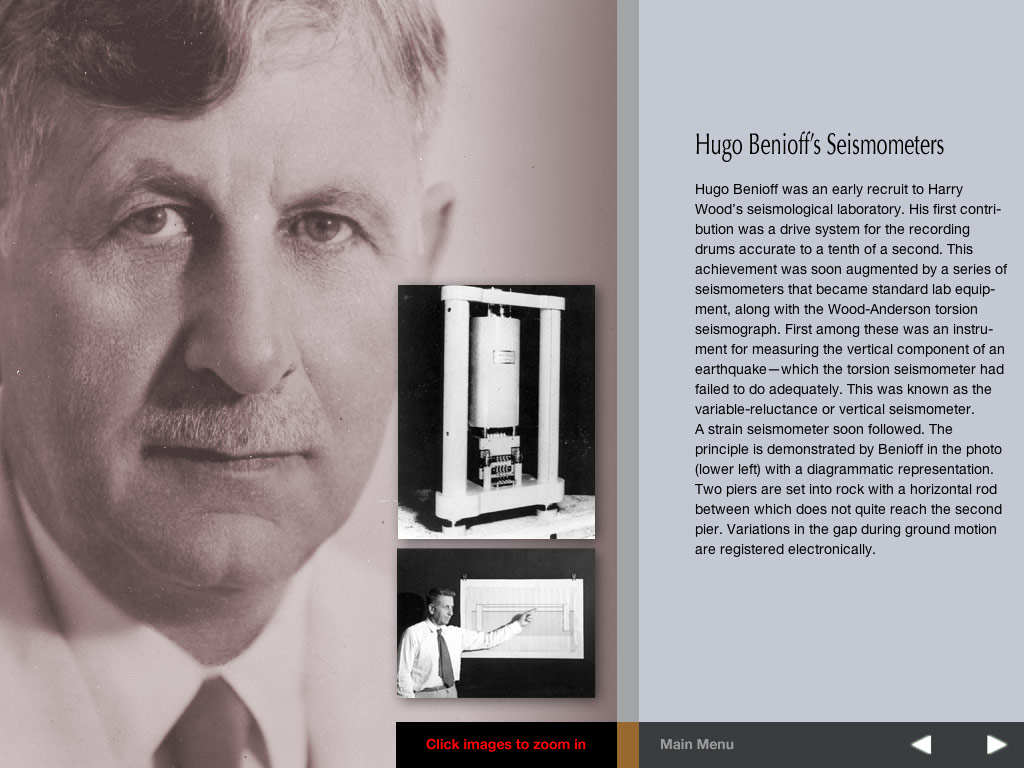 Hugo Benioff's Seismometers
Hugo Benioff was an early recruit to Harry
Wood's seismological laboratory. His first contri-
bution was a drive system for the recording
drums accurate to a tenth of a second. This
achievement was soon augmented by a series of
seismometers that became standard lab equip-
ment, along with the Wood-Anderson torsion
seismograph. First among these was an instru-
ment for measuring the vertical component of an
earthquake—which the torsion seismometer had
failed to do adequately. This was known as the
variable-reluctance or vertical seismometer.
A strain seismometer soon followed. The
principle is demonstrated by Benioff in the photo
(lower left) with a diagrammatic representation.
Two piers are set into rock with a horizontal rod
between which does not quite reach the second
pier. Variations in the gap during ground motion
are registered electronically.
Click images to zoom in
Main Menu